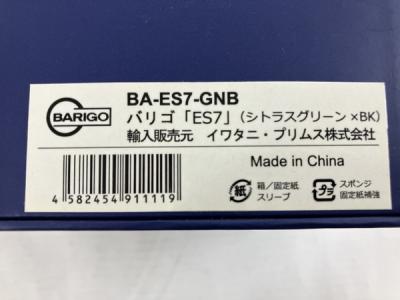 BARIGO
BA-ES7-GNB
バリゴ「ES7」(シトラスグリーン×BK)
輸入販売元 イワタニ・プリムス株式会社
Made in China
4 582454 911119
紙
箱/固定紙
スリーブ
プラ
スポンジ
固定紙補強